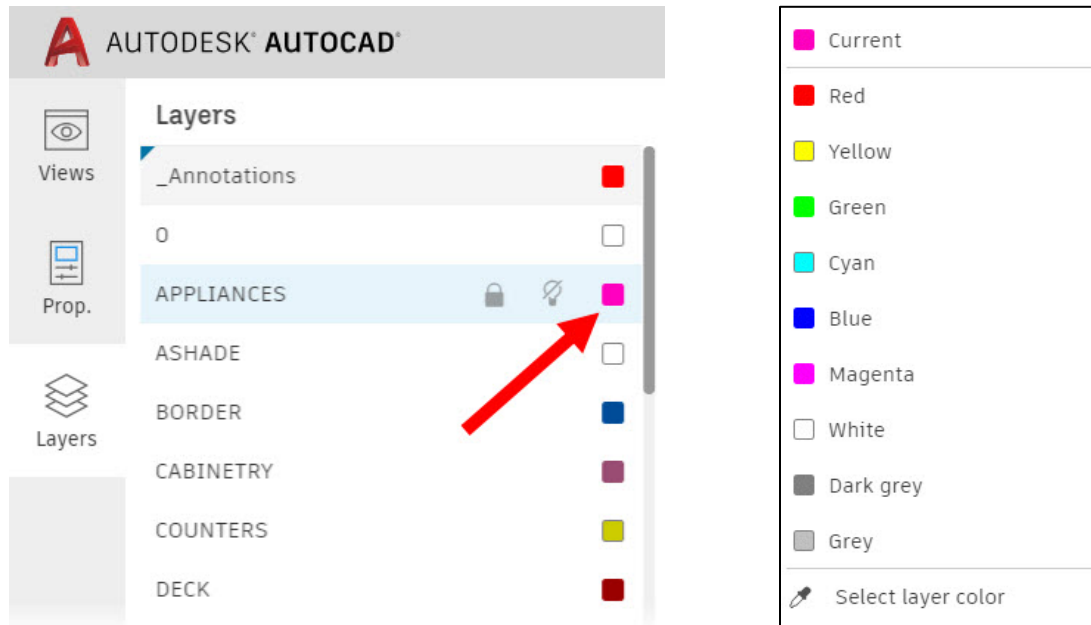 AUTODESK® AUTOCAD®
Views
Prop.
Layers
Layers
_Annotations
0
APPLIANCES
ASHADE
BORDER
CABINETRY
COUNTERS
DECK
Current
Red
Yellow
Green
Cyan
Blue
Magenta
White
Dark grey
Grey
Select layer color